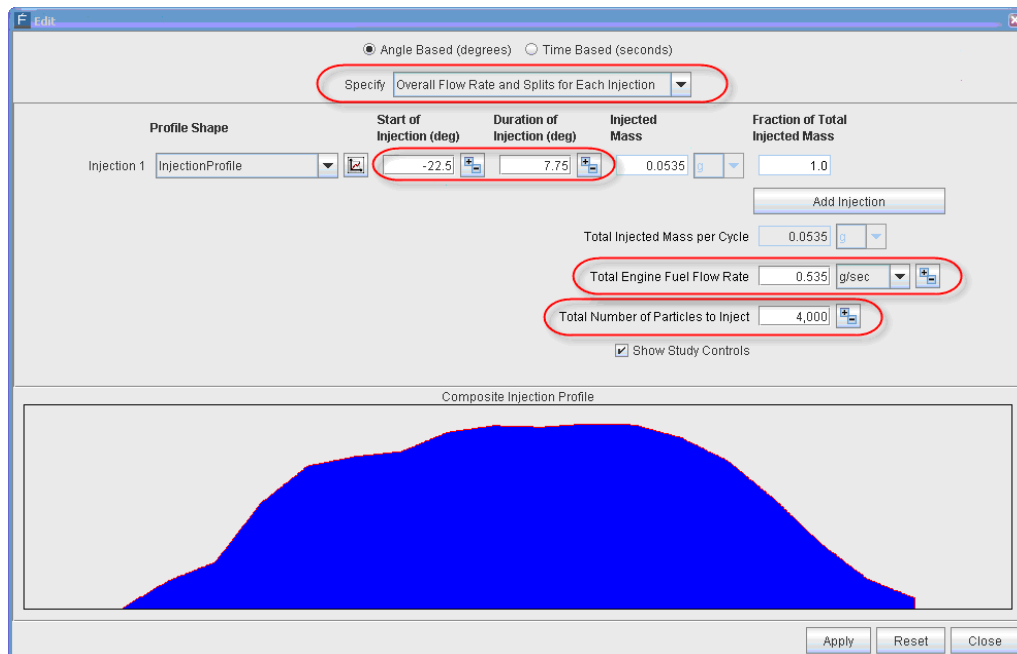 Edit
Angle Based (degrees) Time Based (seconds)
Specify Overall Flow Rate and Splits for Each Injection
Profile Shape Start of Injection (deg) Duration of Injection (deg) Injected Mass Fraction of Total Injected Mass
Injection 1 InjectionProfile -22.5 7.75 0.0535 g 1.0
Add Injection
Total Injected Mass per Cycle 0.0535 g
Total Engine Fuel Flow Rate 0.535 g/sec
Total Number of Particles to Inject 4,000
Show Study Controls
Composite Injection Profile
Apply Reset Close